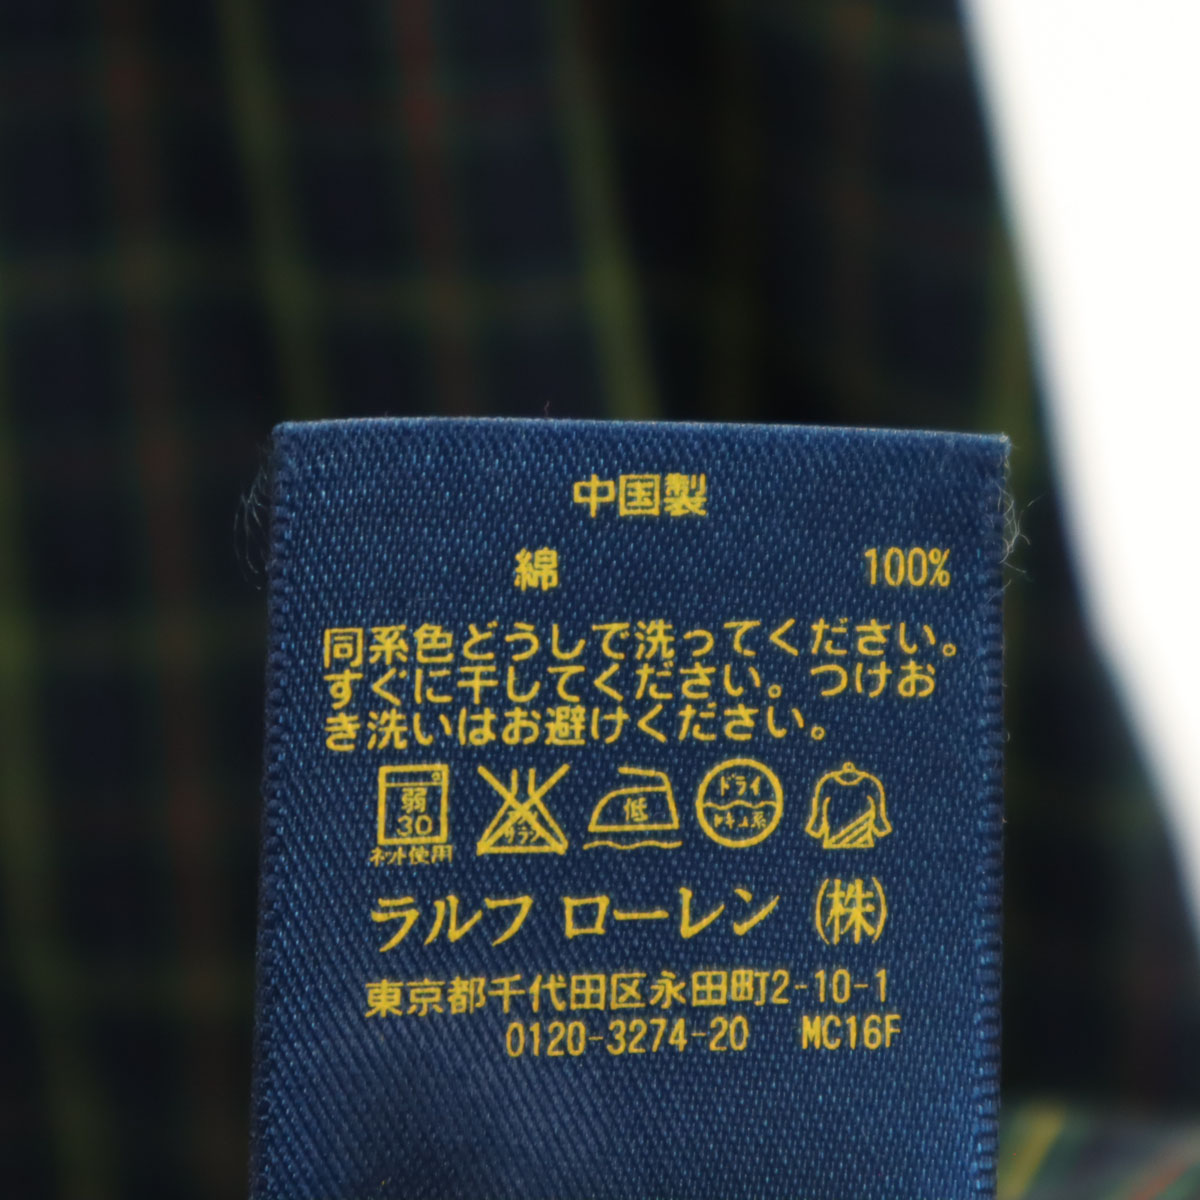 中国製
綿 100%
同系色どうしで洗ってください。
すぐに干してください。つけお
き洗いはお避けください。
弱 30 低 ドライ セキユ系
ネット使用
ラルフ ローレン (株)
東京都千代田区永田町2-10-1
0120-3274-20 MC16F